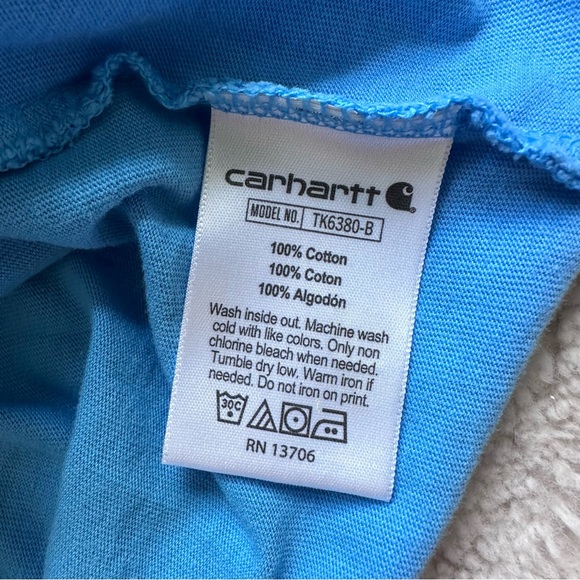 carhartt
MODEL NO. TK6380-B
100% Cotton
100% Coton
100% Algodón
Wash inside out. Machine wash
cold with like colors. Only non
chlorine bleach when needed.
Tumble dry low. Warm iron if
needed. Do not iron on print.
30C
RN 13706